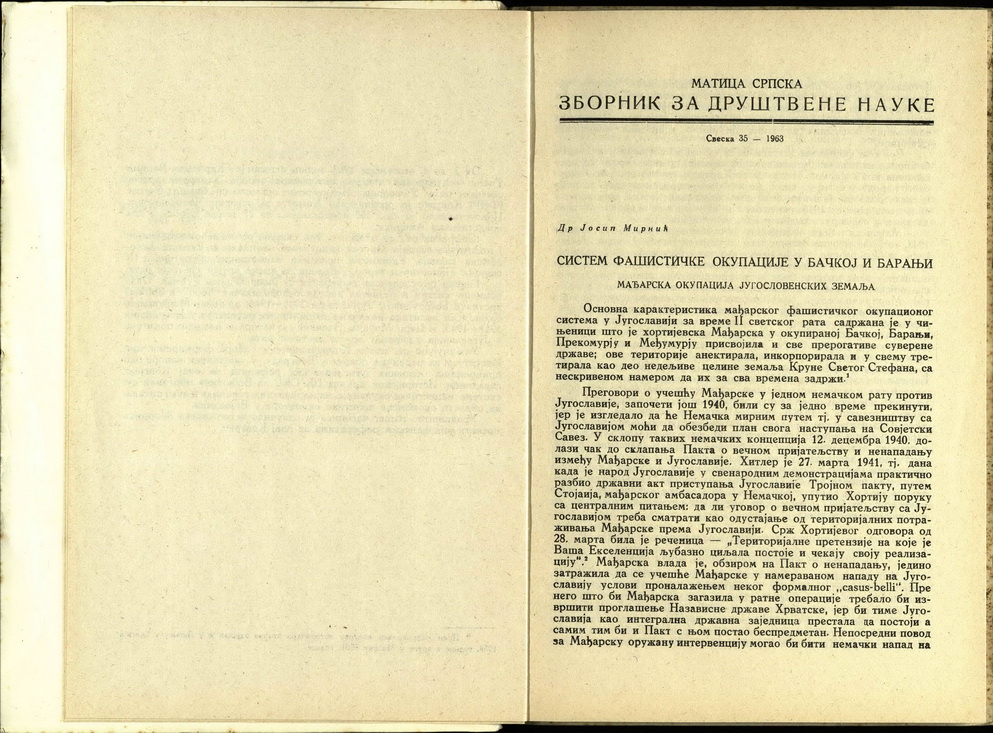 МАТИЦА СРПСКА
ЗБОРНИК ЗА ДРУШТВЕНЕ НАУКЕ
Свеска 35 — 1963
Др Јосип Мирнић
СИСТЕМ ФАШИСТИЧКЕ ОКУПАЦИЈЕ У БАЧКОЈ И БАРАЊИ
МАЂАРСКА ОКУПАЦИЈА ЈУГОСЛОВЕНСКИХ ЗЕМАЉА
Основна карактеристика мађарског фашистичког окупационог
система у Југославији за време II светског рата садржана је у чи-
њеници што је хортијевска Мађарска у окупираној Бачкој, Барањи,
Прекомурју и Међумурју присвојила и све прерогативе суверене
државе; ове територије анектирала, инкорпорирала и у свему тре-
тирала као део недељиве целине земаља Круне Светог Стефана, са
нескривеном намером да их за сва времена задржи.¹
Преговори о учешћу Мађарске у једном немачком рату против
Југославије, започети још 1940, били су за једно време прекинути,
јер је изгледало да ће Немачка мирним путем тј. у савезништву са
Југославијом моћи да обезбеди план свога наступања на Совјетски
Савез. У склопу таквих немачких концепција 12. децембра 1940. до-
лази чак до склапања Пакта о вечном пријатељству и ненападању
између Мађарске и Југославије. Хитлер је 27. марта 1941, тј. дана
када је народ Југославије у свенародним демонстрацијама практично
разбио државни акт приступања Југославије Тројном пакту, путем
Стојаија, мађарског амбасадора у Немачкој, упутио Хортију поруку
са централним питањем: да ли уговор о вечном пријатељству са Ју-
гославијом треба сматрати као одустајање од територијалних потра-
живања Мађарске према Југославији. Срж Хортијевог одговора од
28. марта била је реченица — „Територијалне претензије на које је
Ваша Екселенција љубазно циљала постоје и чекају своју реализа-
цију“.² Мађарска влада је, обзиром на Пакт о ненападању, једино
затражила да се учешће Мађарске у намераваном нападу на Југо-
славију услови проналажењем неког формалног „casus-belli“. Пре
него што би Мађарска загазила у ратне операције требало би из-
вршити проглашење Независне државе Хрватске, јер би тиме Југо-
славија као интегрална државна заједница престала да постоји а
самим тим би и Пакт с њом постао беспредметан. Непосредни повод
за Мађарску оружану интервенцију могао би бити немачки напад на